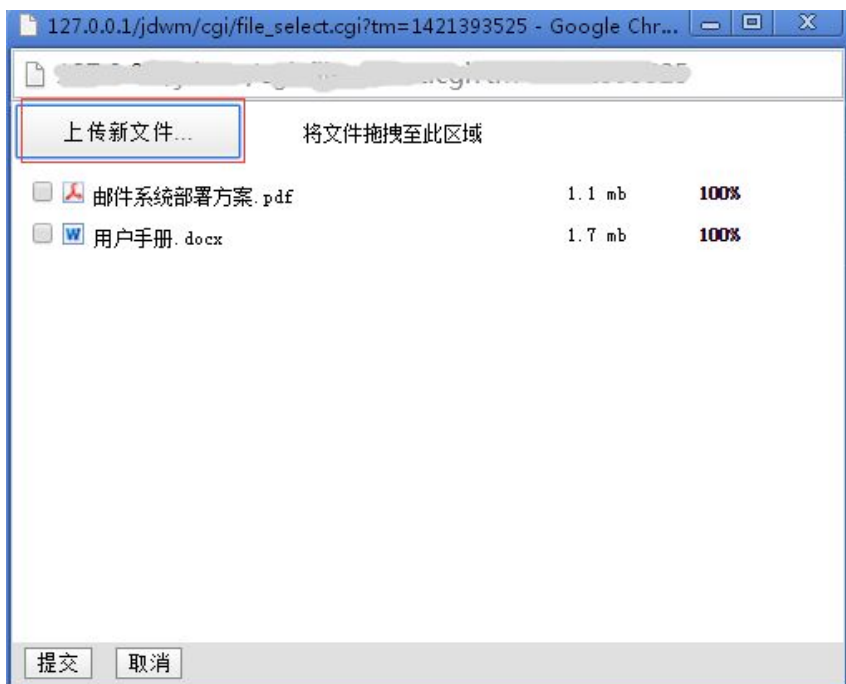 127.0.0.1/jdwm/cgi/file_select.cgi?tm=1421393525 - Google Chr...
上传新文件... 将文件拖拽至此区域
邮件系统部署方案.pdf 1.1 mb 100%
用户手册.docx 1.7 mb 100%
提交 取消